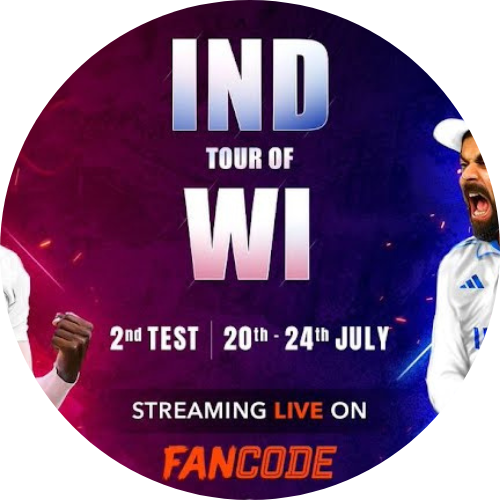 IND
TOUR OF
WI
2nd TEST | 20th - 24th JULY
STREAMING LIVE ON
FANCODE